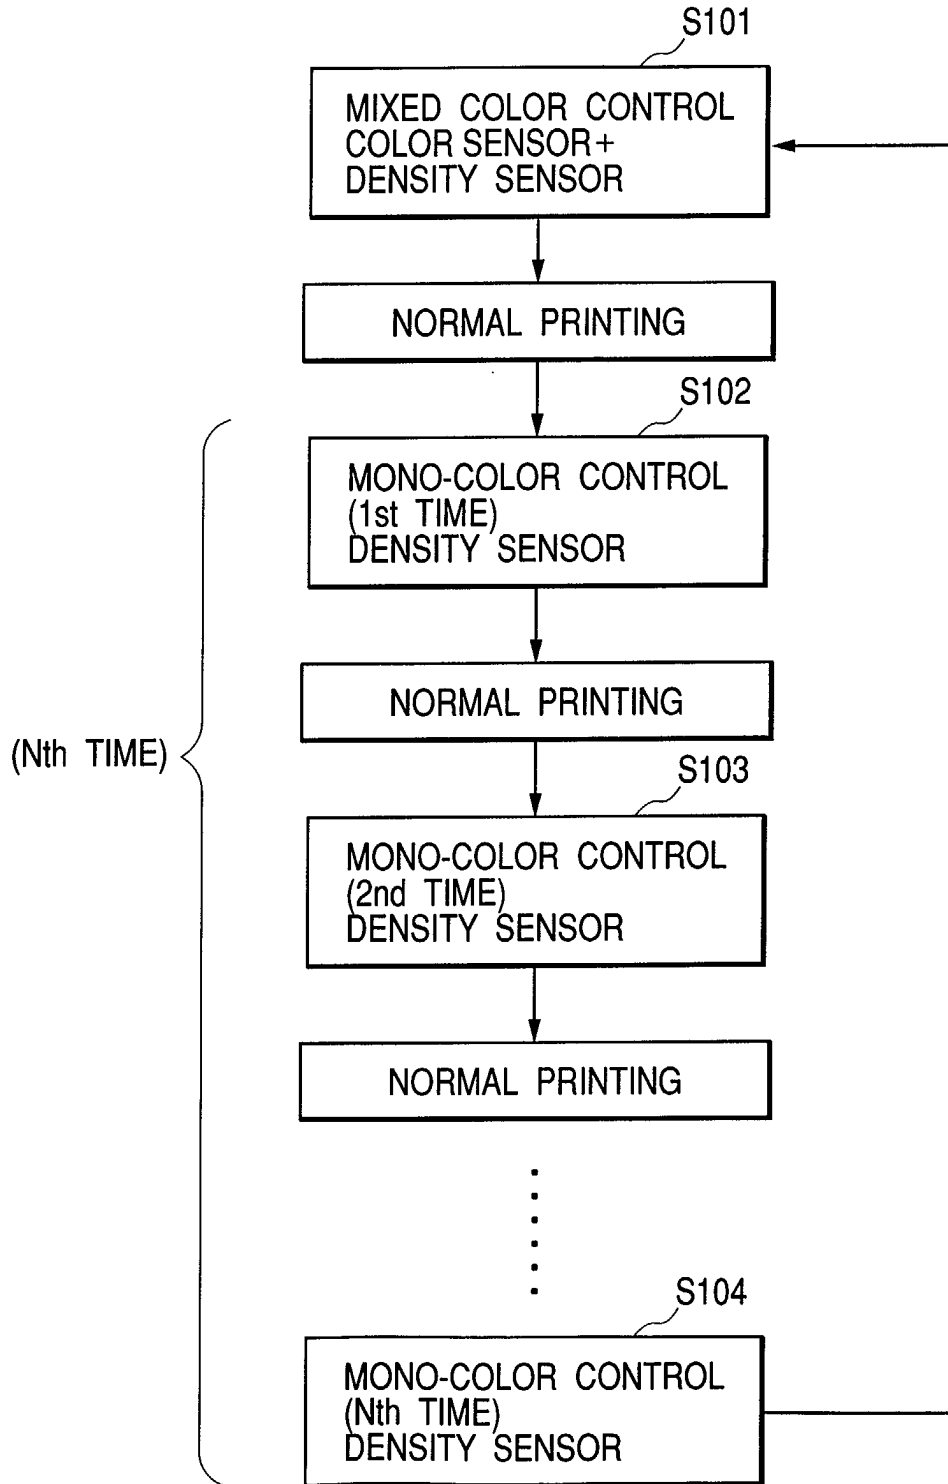 S101
MIXED COLOR CONTROL
COLOR SENSOR+
DENSITY SENSOR
NORMAL PRINTING
S102
MONO-COLOR CONTROL
(1st TIME)
DENSITY SENSOR
NORMAL PRINTING
(Nth TIME)
S103
MONO-COLOR CONTROL
(2nd TIME)
DENSITY SENSOR
NORMAL PRINTING
S104
MONO-COLOR CONTROL
(Nth TIME)
DENSITY SENSOR